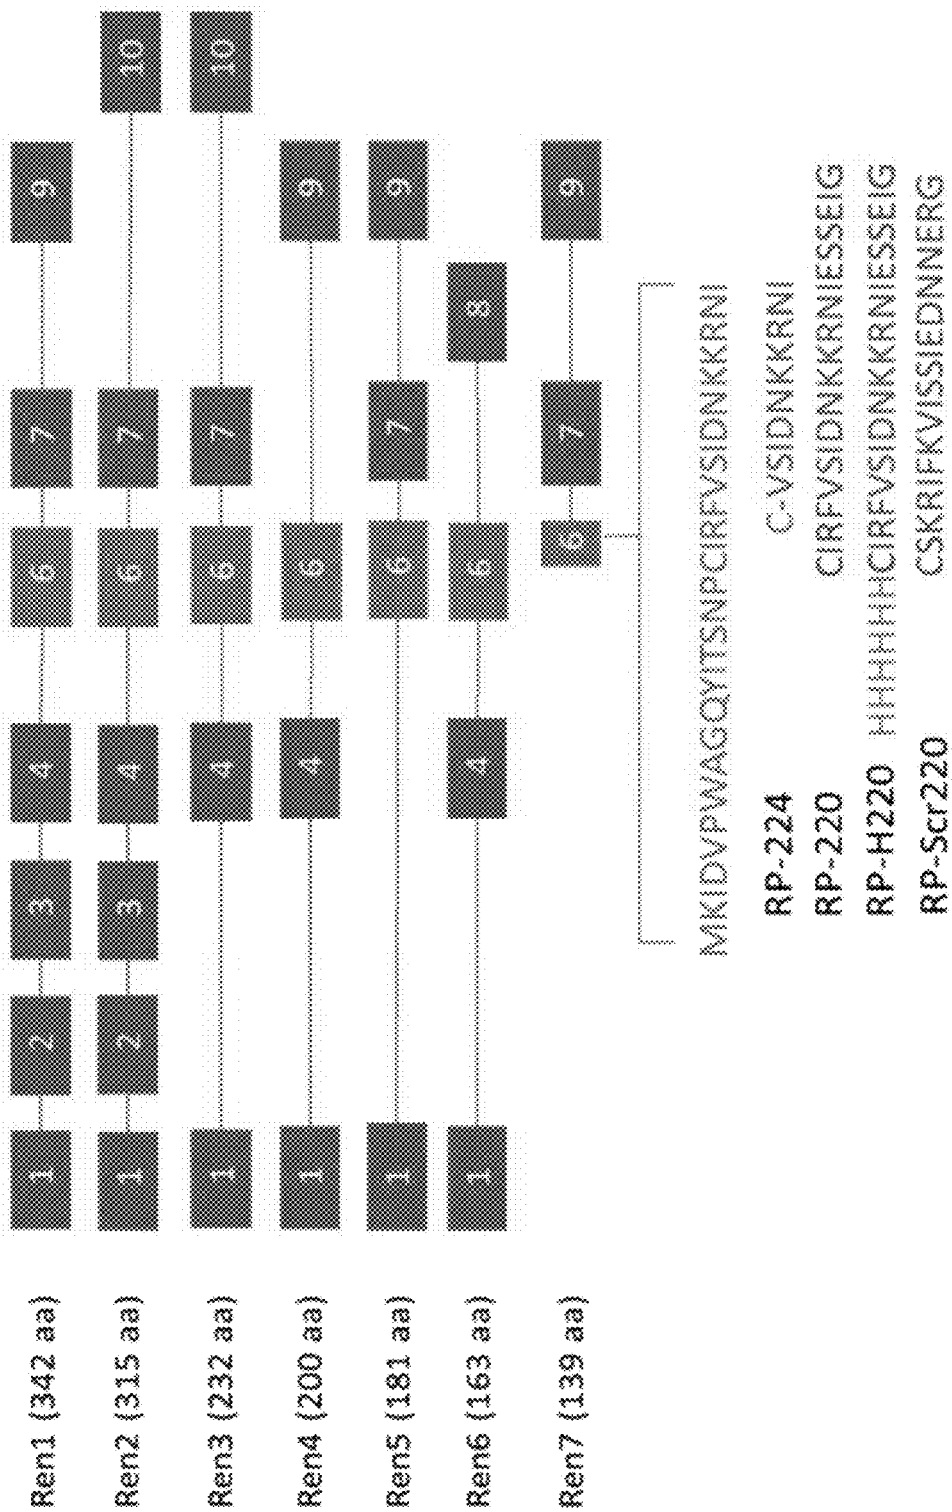 Ren1 (342 aa) 1 2 3 4 6 7 9
Ren2 (315 aa) 1 2 3 4 6 7 10
Ren3 (232 aa) 1 4 6 7 10
Ren4 (200 aa) 1 4 6 9
Ren5 (181 aa) 1 6 7 9
Ren6 (163 aa) 1 4 6 8
Ren7 (139 aa) 6 7 9
MKIDVPWAGQYITSNPCIRFVSIDNKKRNI
RP-224 C-VSIDNKKRNI
RP-220 CIRFVSIDNKKRNIESSEIG
RP-H220 HHHHHHCIRFVSIDNKKRNIESSEIG
RP-Scr220 CSKRIFKVISSIEDNNERG